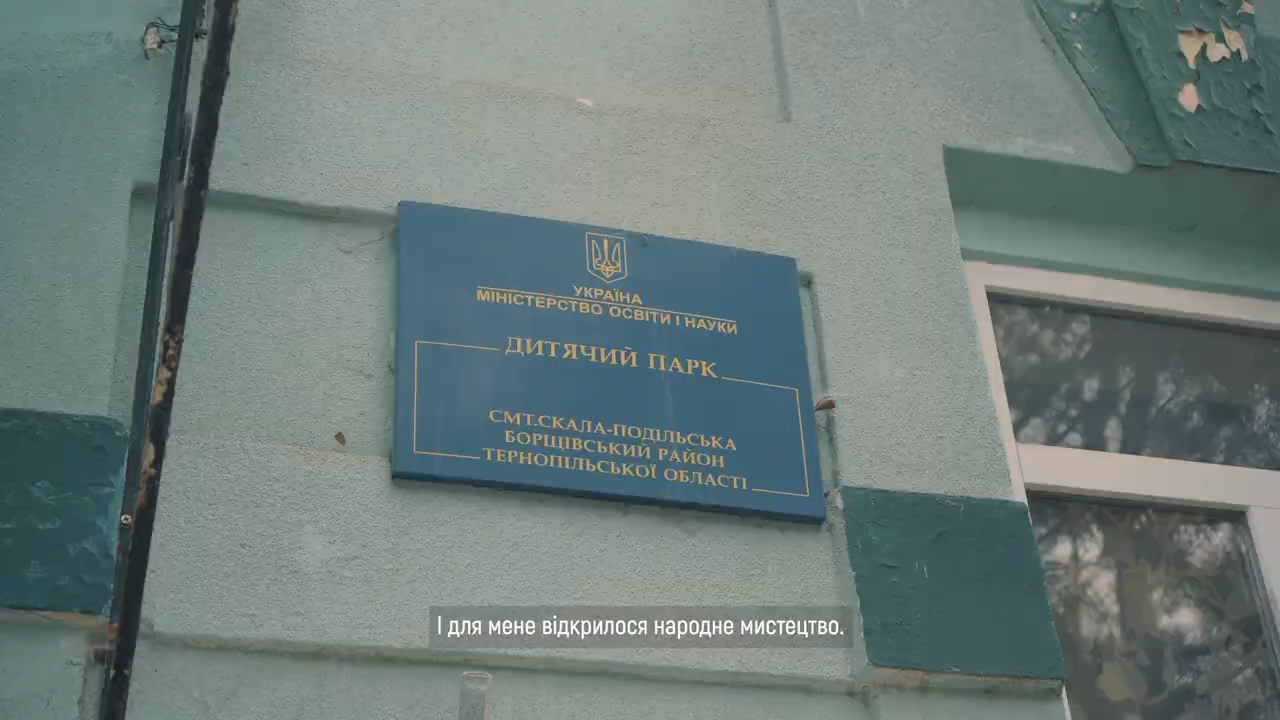 УКРАЇНА
МІНІСТЕРСТВО ОСВІТИ І НАУКИ
ДИТЯЧИЙ ПАРК
СМТ.СКАЛА-ПОДІЛЬСЬКА
БОРЩІВСЬКИЙ РАЙОН
ТЕРНОПІЛЬСЬКОЇ ОБЛАСТІ
І для мене відкрилося народне мистецтво.